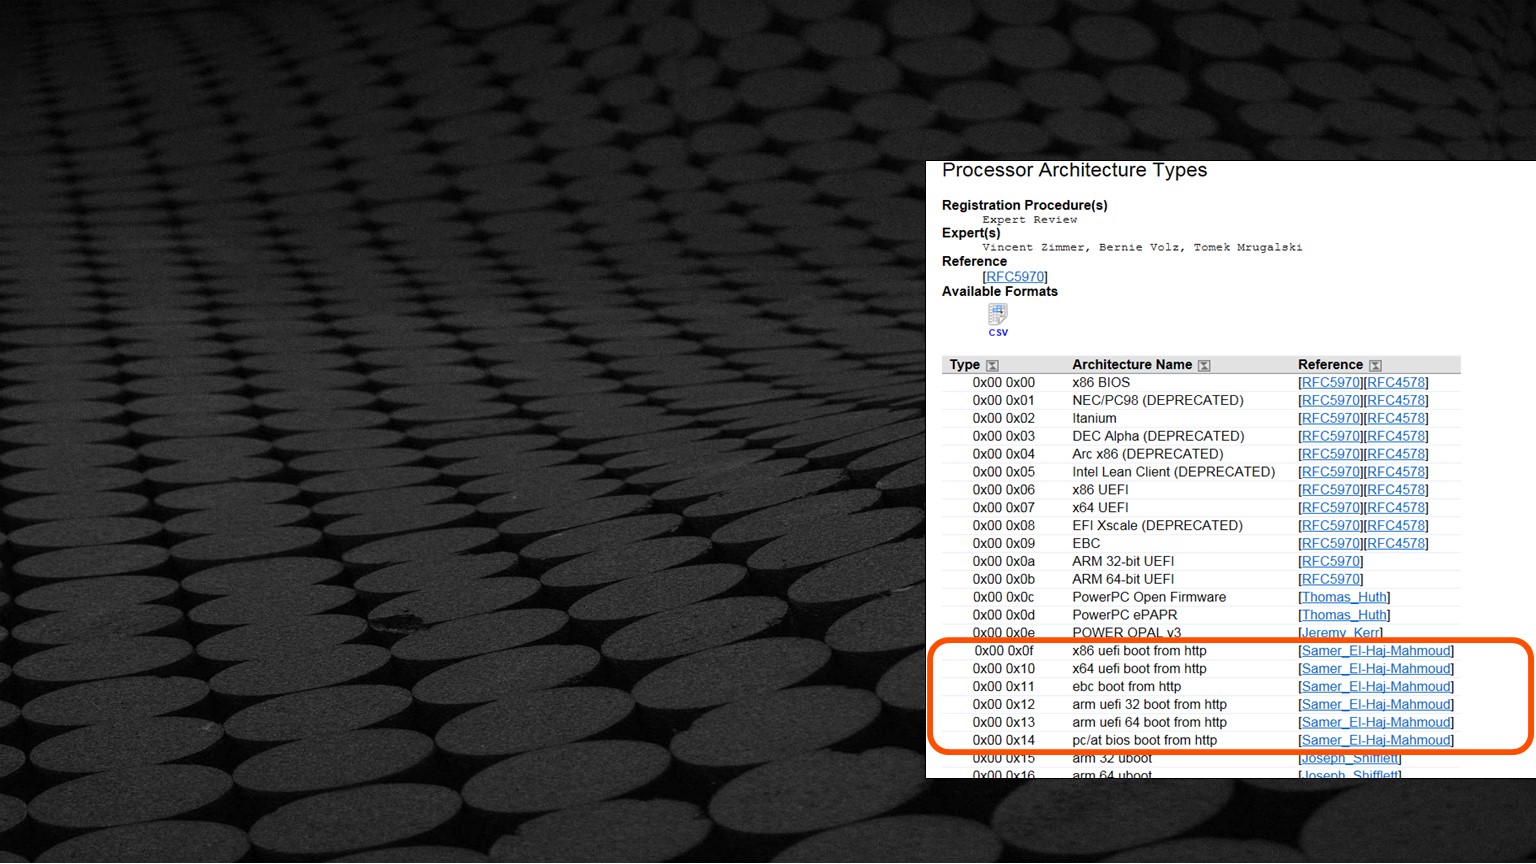 Processor Architecture Types
Registration Procedure(s)
Expert Review
Expert(s)
Vincent Zimmer, Bernie Volz, Tomek Mrugalski
Reference
[RFC5970]
Available Formats
CSV
Type Architecture Name Reference
0x00 0x00 x86 BIOS [RFC5970][RFC4578]
0x00 0x01 NEC/PC98 (DEPRECATED) [RFC5970][RFC4578]
0x00 0x02 Itanium [RFC5970][RFC4578]
0x00 0x03 DEC Alpha (DEPRECATED) [RFC5970][RFC4578]
0x00 0x04 Arc x86 (DEPRECATED) [RFC5970][RFC4578]
0x00 0x05 Intel Lean Client (DEPRECATED) [RFC5970][RFC4578]
0x00 0x06 x86 UEFI [RFC5970][RFC4578]
0x00 0x07 x64 UEFI [RFC5970][RFC4578]
0x00 0x08 EFI Xscale (DEPRECATED) [RFC5970][RFC4578]
0x00 0x09 EBC [RFC5970][RFC4578]
0x00 0x0a ARM 32-bit UEFI [RFC5970]
0x00 0x0b ARM 64-bit UEFI [RFC5970]
0x00 0x0c PowerPC Open Firmware [Thomas_Huth]
0x00 0x0d PowerPC ePAPR [Thomas_Huth]
0x00 0x0e POWER OPAL v3 [Jeremy_Kerr]
0x00 0x0f x86 uefi boot from http [Samer_El-Haj-Mahmoud]
0x00 0x10 x64 uefi boot from http [Samer_El-Haj-Mahmoud]
0x00 0x11 ebc boot from http [Samer_El-Haj-Mahmoud]
0x00 0x12 arm uefi 32 boot from http [Samer_El-Haj-Mahmoud]
0x00 0x13 arm uefi 64 boot from http [Samer_El-Haj-Mahmoud]
0x00 0x14 pc/at bios boot from http [Samer_El-Haj-Mahmoud]
0x00 0x15 arm 32 uboot [Joseph_Shifflett]
0x00 0x16 arm 64 uboot [Joseph_Shifflett]